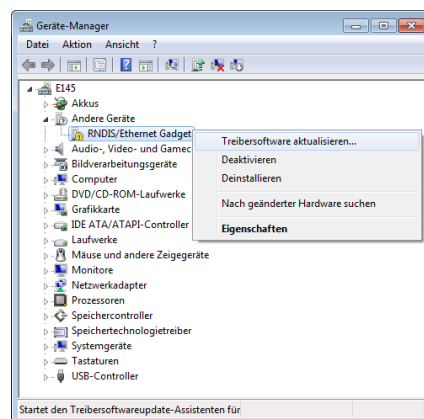 Geräte-Manager
Datei Aktion Ansicht ?
E145
Akkus
Andere Geräte
RNDIS/Ethernet Gadget
Treibersoftware aktualisieren...
Audio-, Video- und Gamec
Deaktivieren
Bildverarbeitungsgeräte
Deinstallieren
Computer
DVD/CD-ROM-Laufwerke
Nach geänderter Hardware suchen
Grafikkarte
IDE ATA/ATAPI-Controller
Eigenschaften
Laufwerke
Mäuse und andere Zeigegeräte
Monitore
Netzwerkadapter
Prozessoren
Speichercontroller
Speichertechnologietreiber
Systemgeräte
Tastaturen
USB-Controller
Startet den Treibersoftwareupdate-Assistenten für